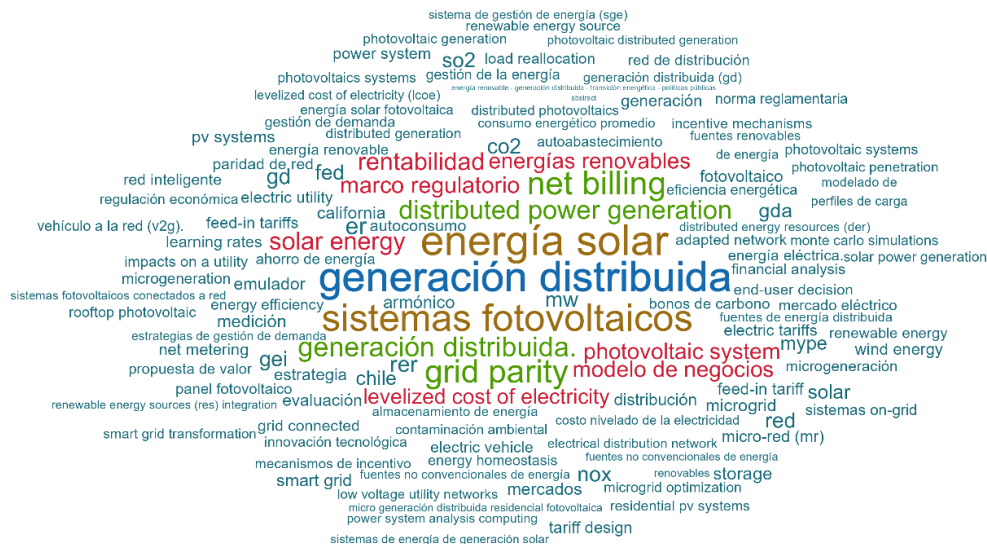 sistema de gestión de energía (sge)
renewable energy source
photovoltaic generation
photovoltaic distributed generation
power system
so2
load reallocation
red de distribución
photovoltaics systems
gestión de la energía
generación distribuida (gd)
energía renovable - generación distribuida - transición energética - políticas públicas
levelized cost of electricity (lcoe)
abstract
generación
norma reglamentaria
energía solar fotovoltaica
distributed photovoltaics
gestión de demanda
consumo energético promedio
incentive mechanisms
pv systems
distributed generation
autoabastecimiento
fuentes renovables
energía renovable
co2
de energía
photovoltaic systems
paridad de red
fed
rentabilidad
energías renovables
fotovoltaico
photovoltaic penetration
red inteligente
gd
marco regulatorio
net billing
eficiencia energética
modelado de
regulación económica
electric utility
perfiles de carga
california
distributed power generation
gda
vehículo a la red (v2g).
feed-in tariffs
er
autoconsumo
distributed energy resources (der)
learning rates
solar energy
energía solar
adapted network
monte carlo simulations
impacts on a utility
ahorro de energía
energía eléctrica.
solar power generation
microgeneration
emulador
generación distribuida
financial analysis
sistemas fotovoltaicos conectados a red
energy efficiency
armónico
mw
end-user decision
rooftop photovoltaic
bonos de carbono
mercado eléctrico
medición
sistemas fotovoltaicos
fuentes de energía distribuida
estrategias de gestión de demanda
electric tariffs
renewable energy
net metering
gei
generación distribuida.
photovoltaic system
mype
wind energy
propuesta de valor
estrategia
chile
rer
grid parity
modelo de negocios
microgeneración
panel fotovoltaico
feed-in tariff
solar
renewable energy sources (res) integration
evaluación
levelized cost of electricity
distribución
microgrid
sistemas on-grid
almacenamiento de energía
costo nivelado de la electricidad
red
smart grid transformation
grid connected
contaminación ambiental
micro-red (mr)
innovación tecnológica
electric vehicle
electrical distribution network
mecanismos de incentivo
energy homeostasis
fuentes no convencionales de energía
smart grid
fuentes no convencionales de energía
nox
renovables
storage
low voltage utility networks
mercados
microgrid optimization
micro generación distribuida residencial fotovoltaica
residential pv systems
power system analysis computing
tariff design
sistemas de energía de generación solar